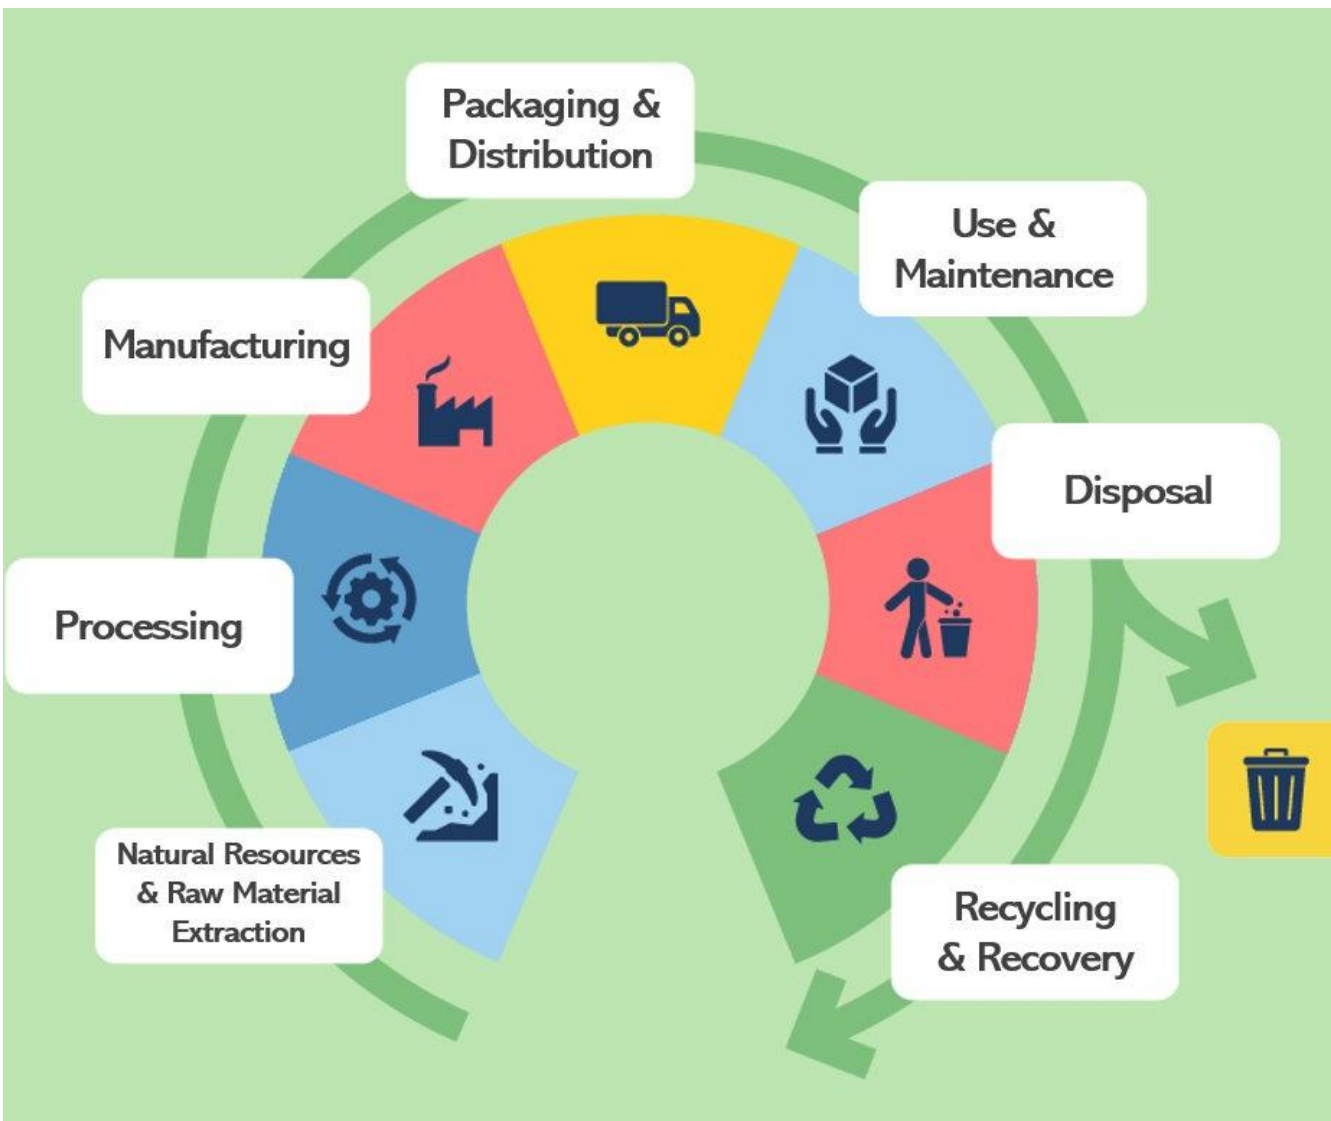 Packaging &
Distribution
Use &
Maintenance
Manufacturing
Disposal
Processing
Natural Resources
& Raw Material
Extraction
Recycling
& Recovery